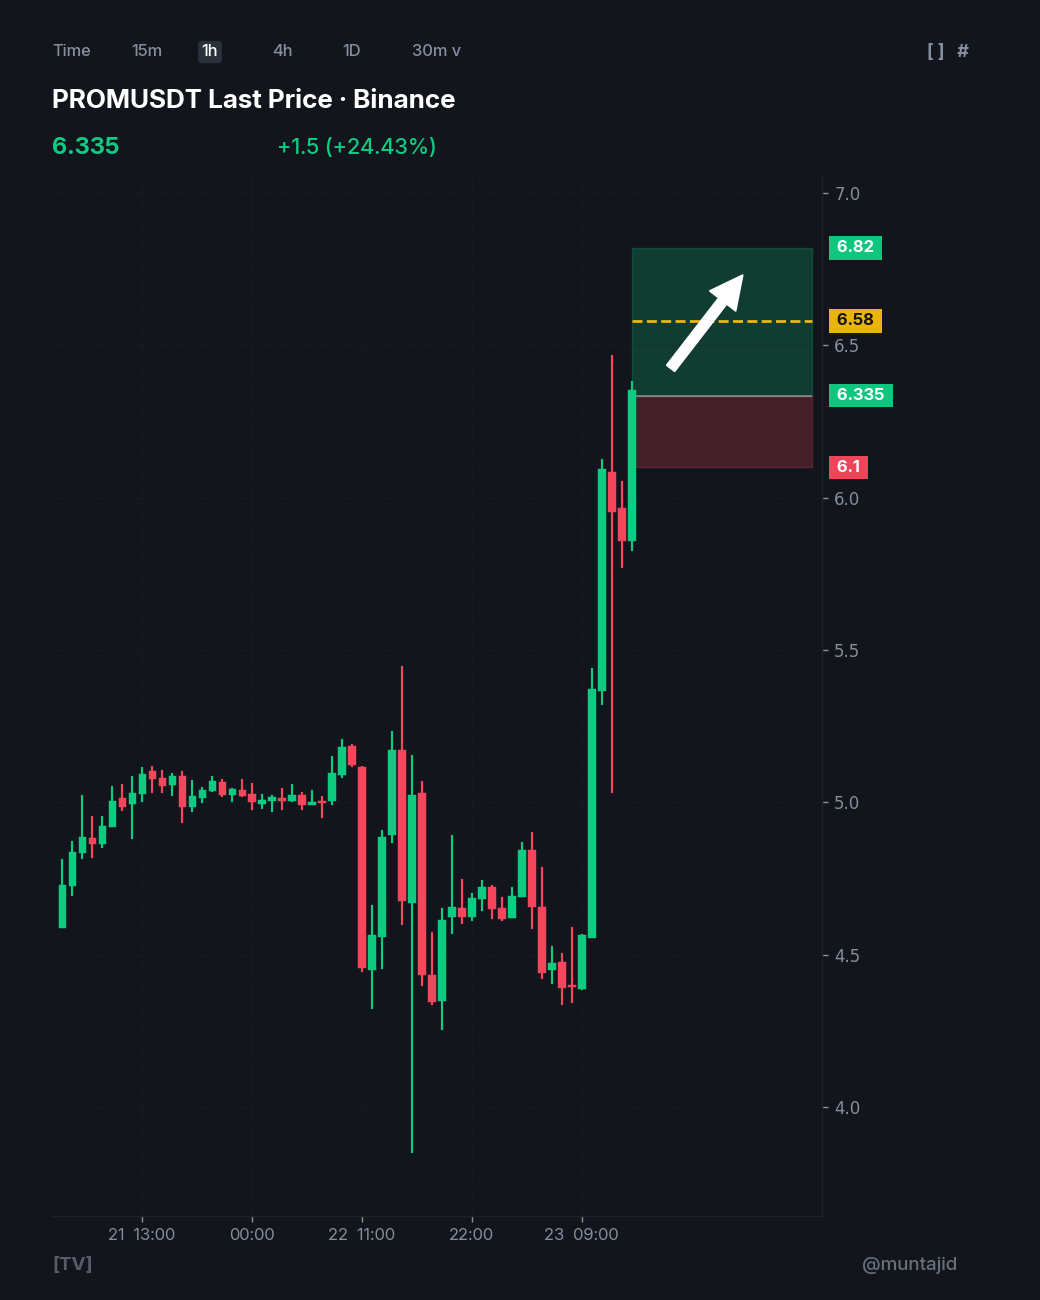 Time 15m 1h 4h 1D 30m v [ ] #
PROMUSDT Last Price · Binance
6.335 +1.5 (+24.43%)
7.0
6.82
6.58
6.5
6.335
6.1
6.0
5.5
5.0
4.5
4.0
21 13:00 00:00 22 11:00 22:00 23 09:00
[TV] @muntajid